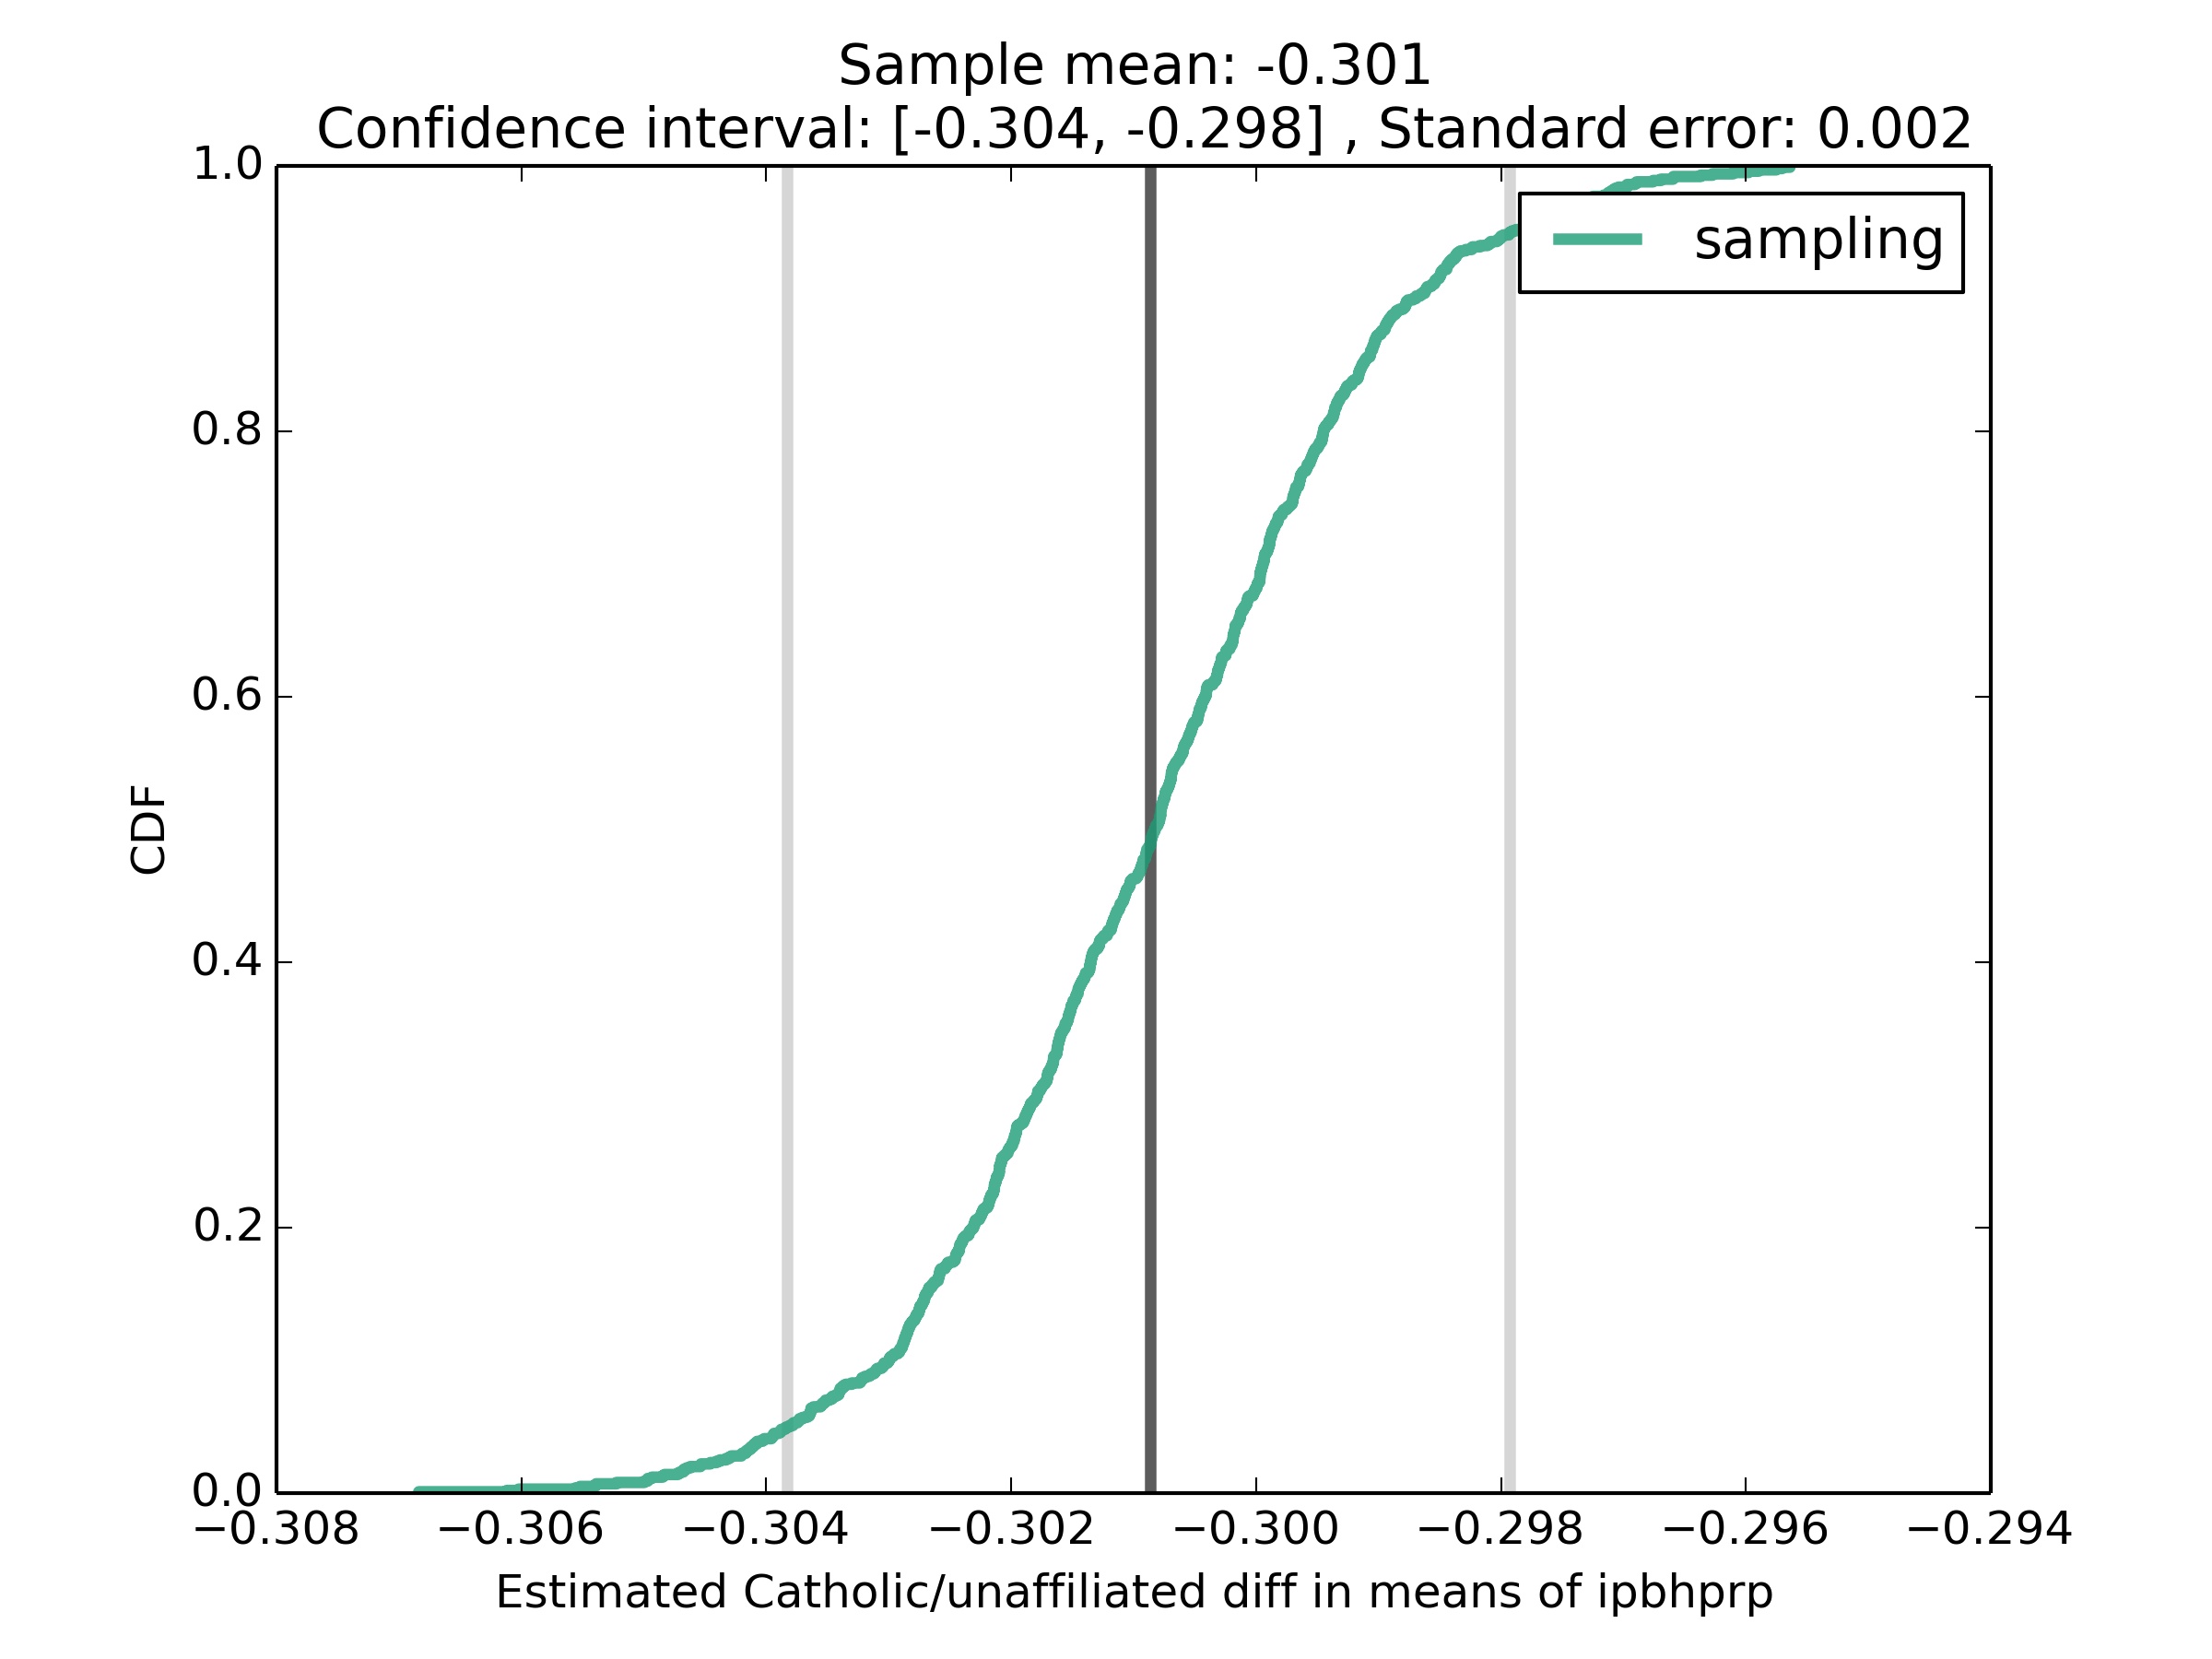 Sample mean: -0.301
Confidence interval: [-0.304, -0.298] , Standard error: 0.002
1.0
sampling
0.8
0.6
CDF
0.4
0.2
0.0
−0.308 −0.306 −0.304 −0.302 −0.300 −0.298 −0.296 −0.294
Estimated Catholic/unaffiliated diff in means of ipbhprp